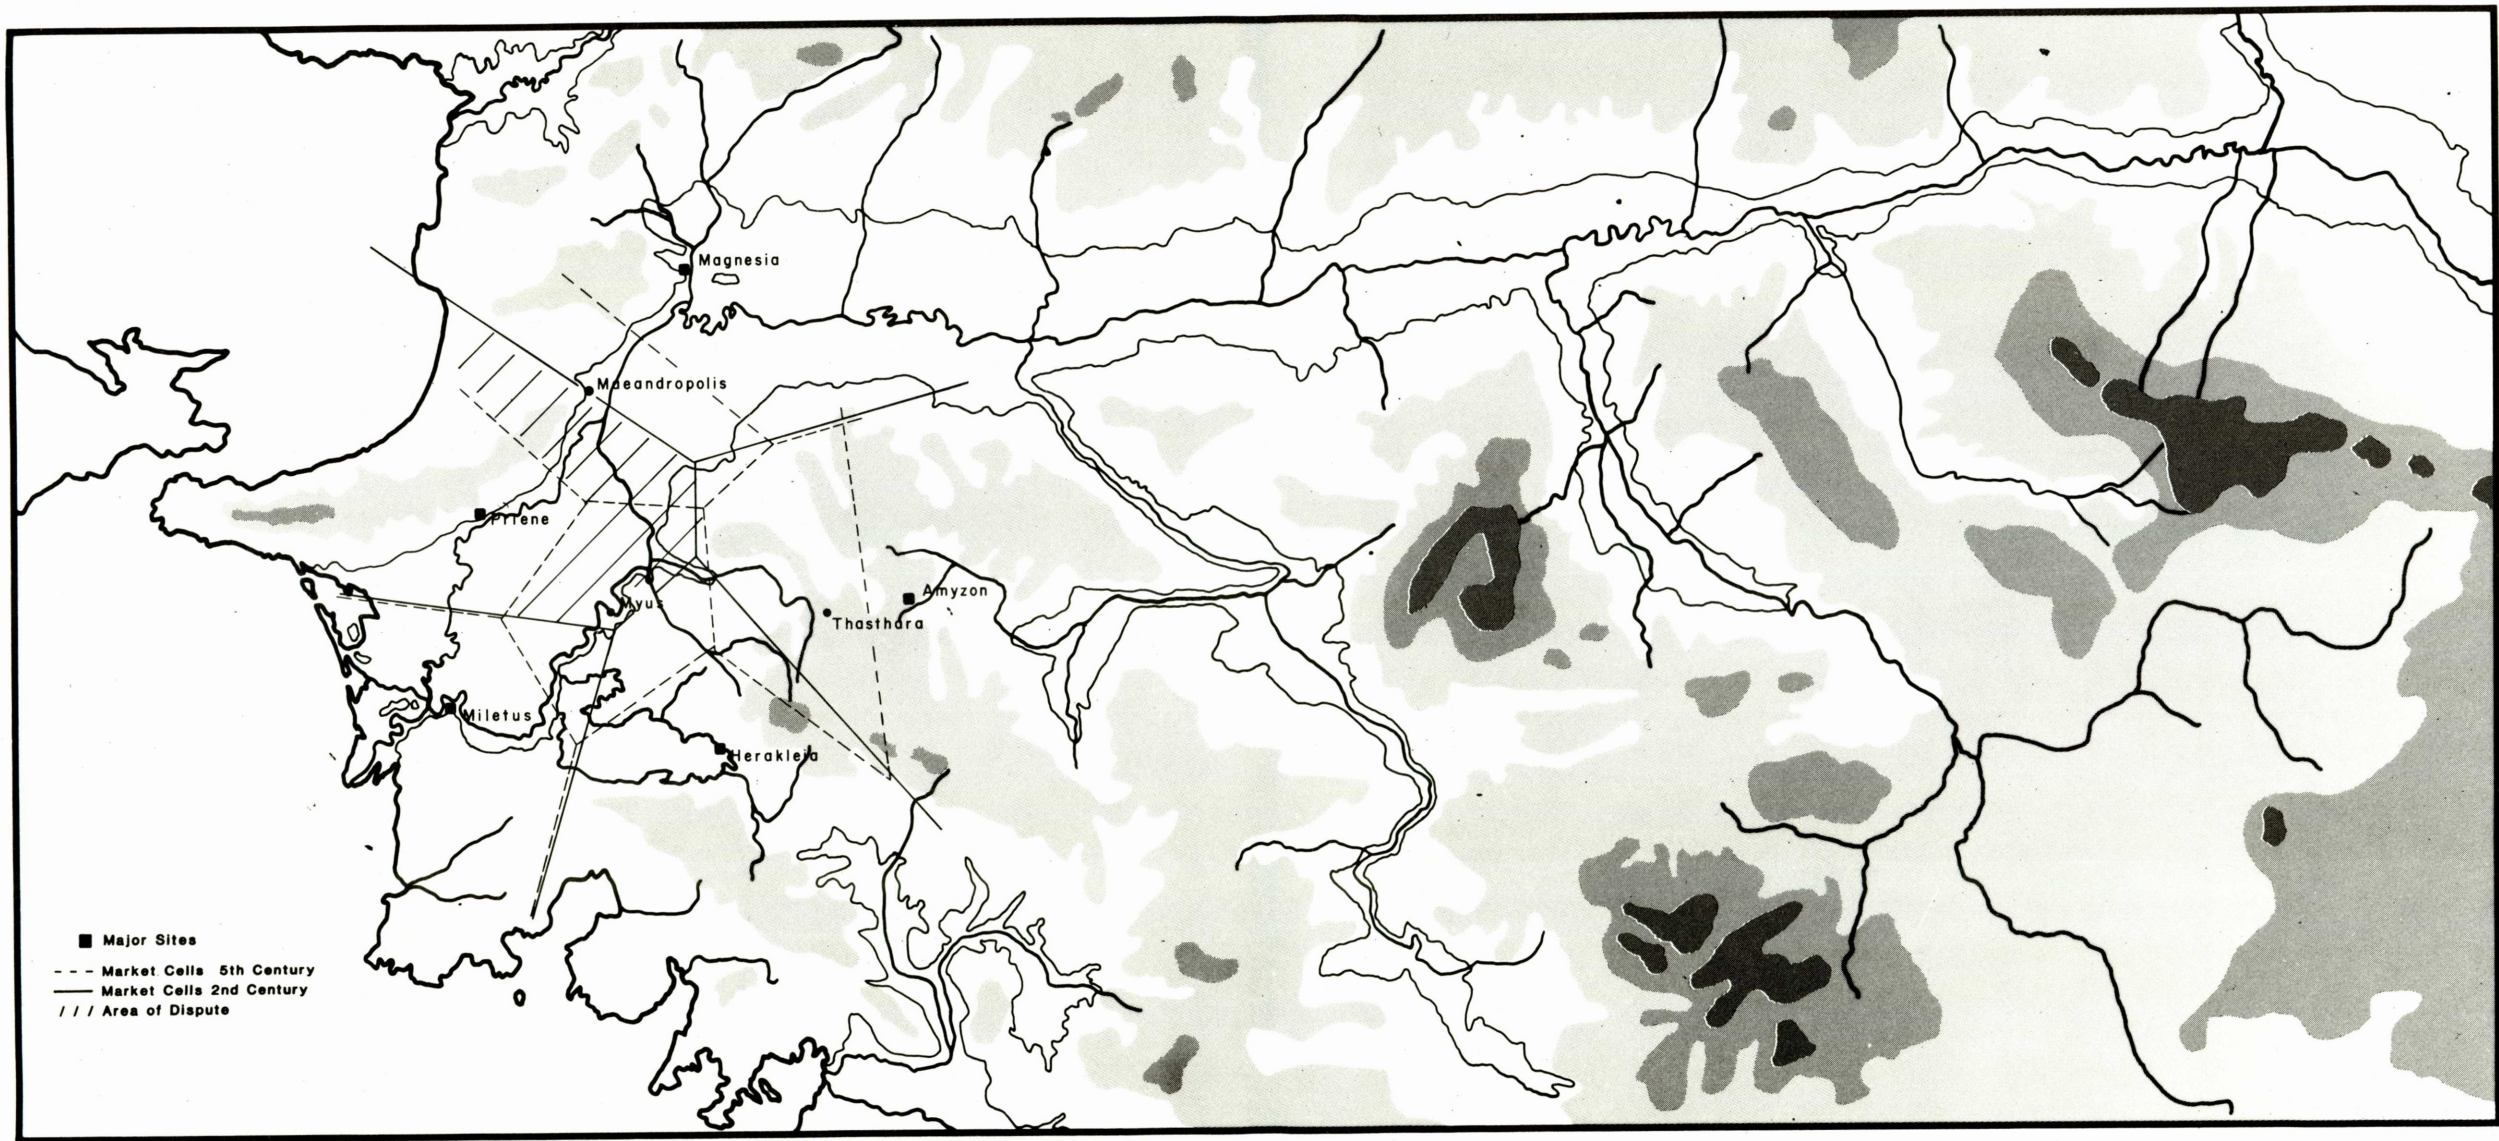 Magnesia
Maeandropolis
Priene
Myus
Amyzon
Thasthara
Miletus
Herakleia
Major Sites
Market Cells 5th Century
Market Cells 2nd Century
/ / / Area of Dispute